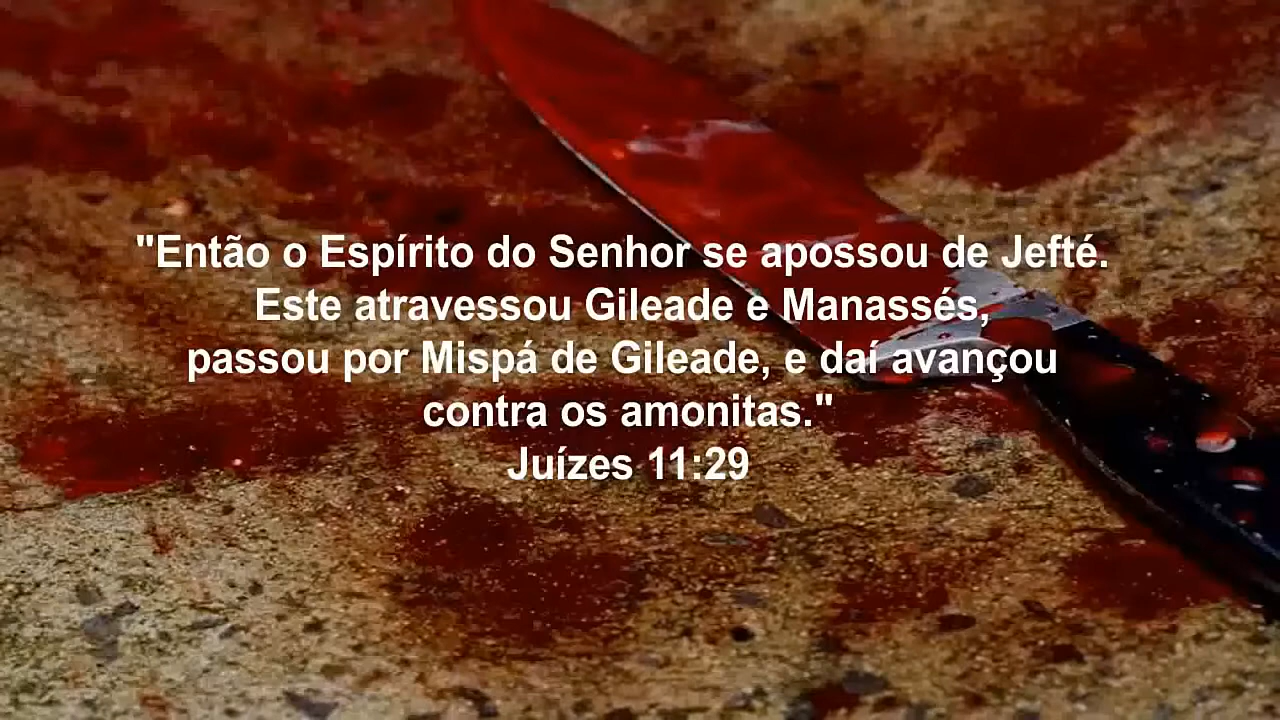 "Então o Espírito do Senhor se apossou de Jefté.
Este atravessou Gileade e Manassés,
passou por Mispá de Gileade, e daí avançou
contra os amonitas."
Juízes 11:29